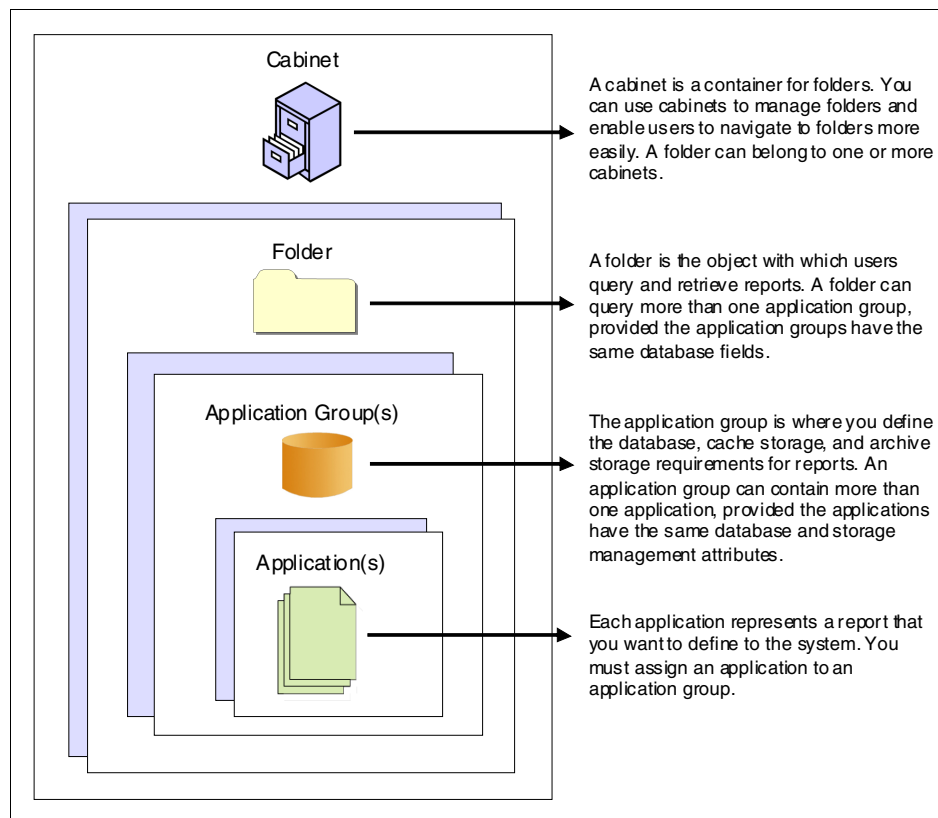 Cabinet
A cabinet is a container for folders. You
can use cabinets to manage folders and
enable users to navigate to folders more
easily. A folder can belong to one or more
cabinets.
Folder
A folder is the object with which users
query and retrieve reports. A folder can
query more than one application group,
provided the application groups have the
same database fields.
Application Group(s)
The application group is where you define
the database, cache storage, and archive
storage requirements for reports. An
application group can contain more than
one application, provided the applications
have the same database and storage
management attributes.
Application(s)
Each application represents a report that
you want to define to the system. You
must assign an application to an
application group.